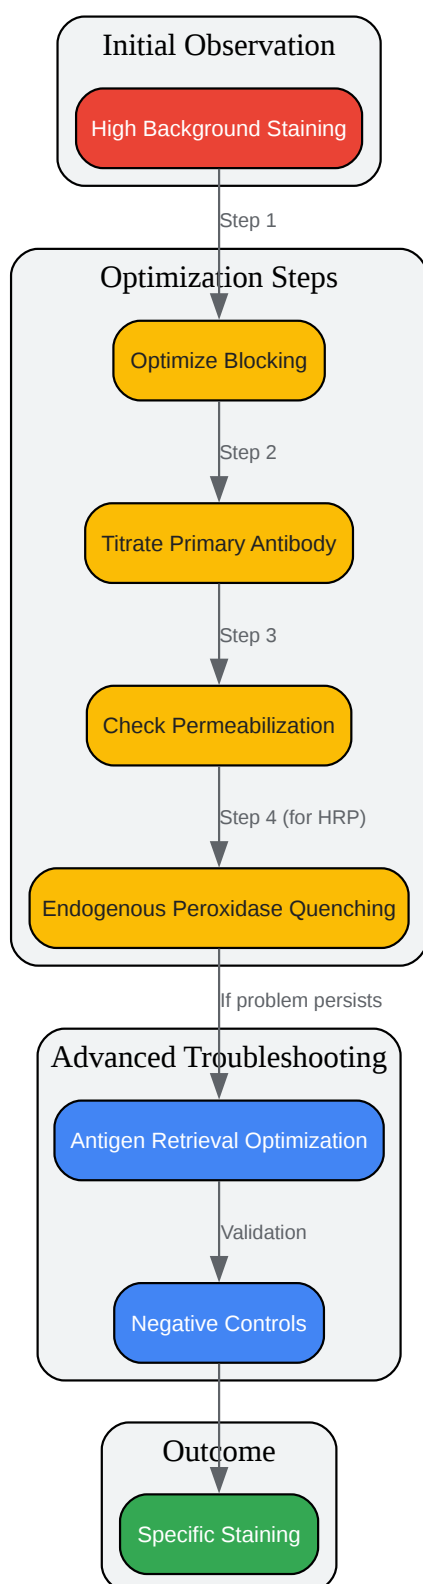 Initial Observation
High Background Staining
Step 1
Optimization Steps
Optimize Blocking
Step 2
Titrate Primary Antibody
Step 3
Check Permeabilization
Step 4 (for HRP)
Endogenous Peroxidase Quenching
If problem persists
Advanced Troubleshooting
Antigen Retrieval Optimization
Validation
Negative Controls
Outcome
Specific Staining